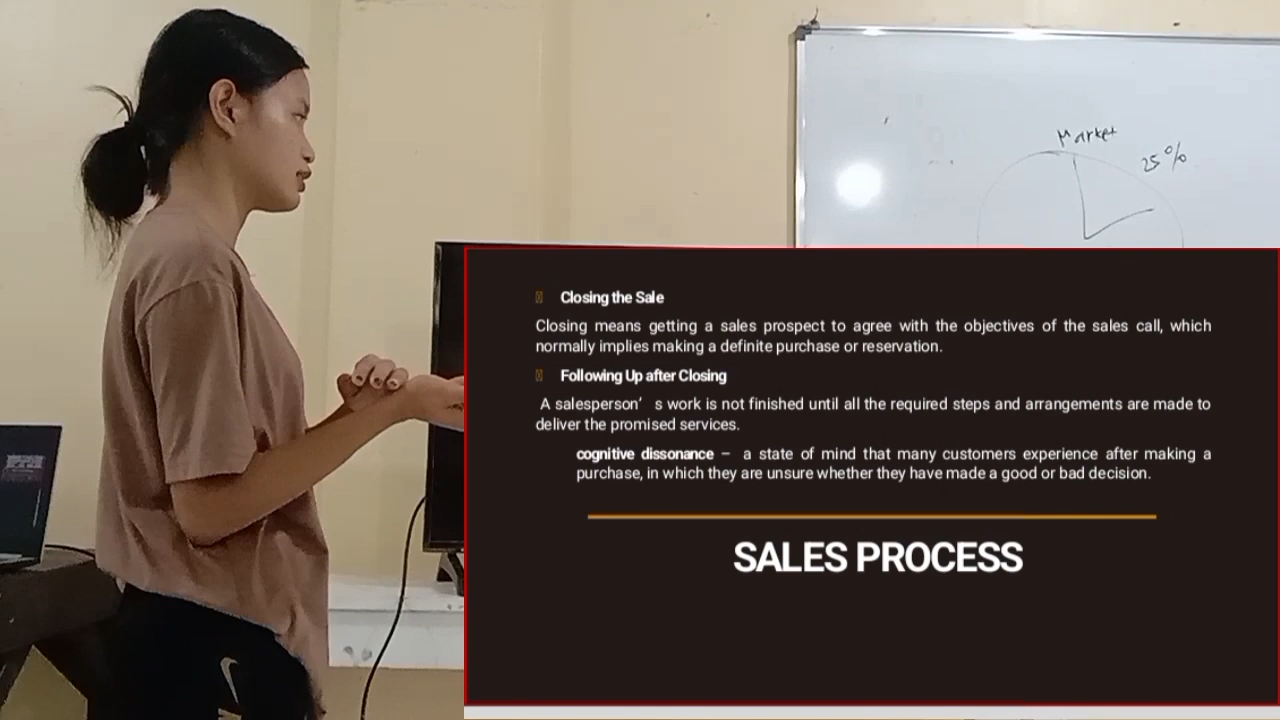 Market
25%
Closing the Sale
Closing means getting a sales prospect to agree with the objectives of the sales call, which
normally implies making a definite purchase or reservation.
Following Up after Closing
A salesperson’ s work is not finished until all the required steps and arrangements are made to
deliver the promised services.
cognitive dissonance – a state of mind that many customers experience after making a
purchase, in which they are unsure whether they have made a good or bad decision.
SALES PROCESS